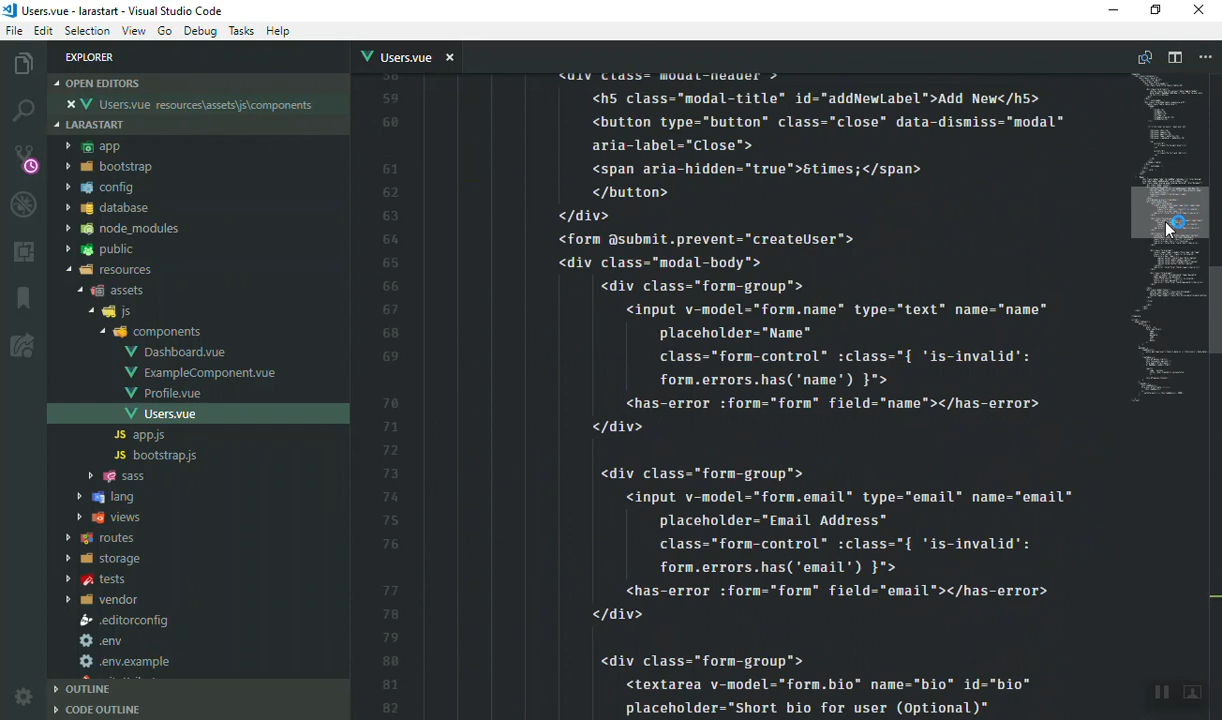 Users.vue - larastart - Visual Studio Code
File Edit Selection View Go Debug Tasks Help
EXPLORER
OPEN EDITORS
Users.vue resources\assets\js\components
LARASTART
app
bootstrap
config
database
node_modules
public
resources
assets
js
components
Dashboard.vue
ExampleComponent.vue
Profile.vue
Users.vue
JS app.js
JS bootstrap.js
sass
lang
views
routes
storage
tests
vendor
.editorconfig
.env
.env.example
OUTLINE
CODE OUTLINE
Users.vue
58 <div class="modal-header">
59 <h5 class="modal-title" id="addNewLabel">Add New</h5>
60 <button type="button" class="close" data-dismiss="modal"
aria-label="Close">
61 <span aria-hidden="true">&times;</span>
62 </button>
63 </div>
64 <form @submit.prevent="createUser">
65 <div class="modal-body">
66 <div class="form-group">
67 <input v-model="form.name" type="text" name="name"
68 placeholder="Name"
69 class="form-control" :class="{ 'is-invalid':
form.errors.has('name') }">
70 <has-error :form="form" field="name"></has-error>
71 </div>
72
73 <div class="form-group">
74 <input v-model="form.email" type="email" name="email"
75 placeholder="Email Address"
76 class="form-control" :class="{ 'is-invalid':
form.errors.has('email') }">
77 <has-error :form="form" field="email"></has-error>
78 </div>
79
80 <div class="form-group">
81 <textarea v-model="form.bio" name="bio" id="bio"
82 placeholder="Short bio for user (Optional)"